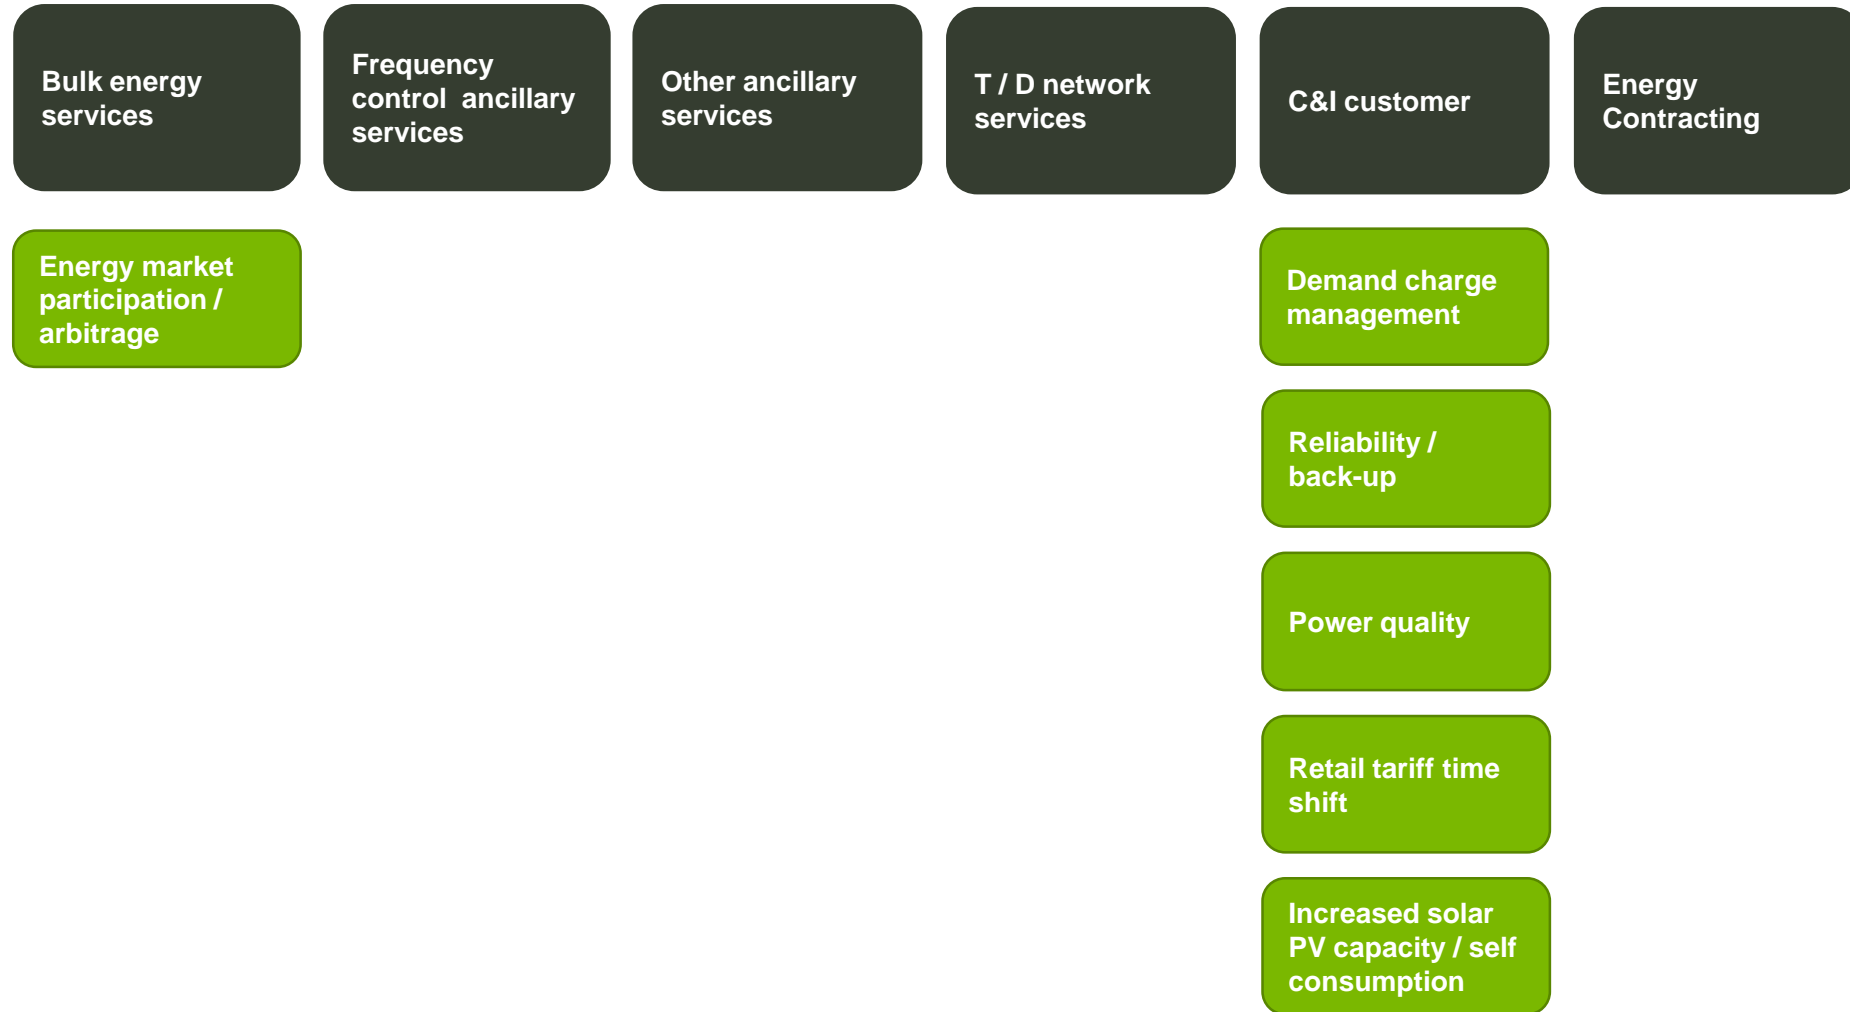 Bulk energy
services
Frequency
control ancillary
services
Other ancillary
services
T / D network
services
C&I customer
Energy
Contracting
Energy market
participation /
arbitrage
Demand charge
management
Reliability /
back-up
Power quality
Retail tariff time
shift
Increased solar
PV capacity / self
consumption